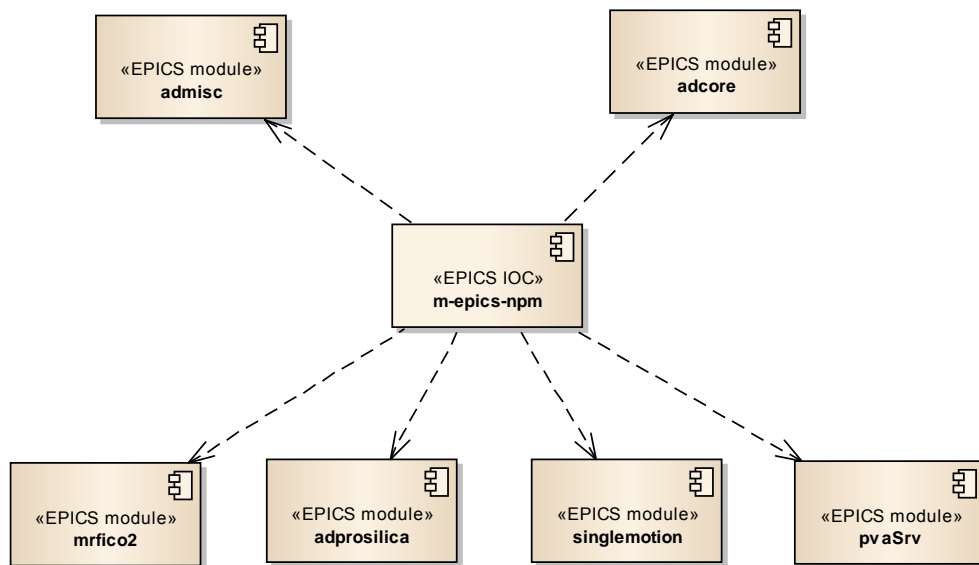 «EPICS module»
admisc
«EPICS module»
adcore
«EPICS IOC»
m-epics-npm
«EPICS module»
mrfico2
«EPICS module»
adprosilica
«EPICS module»
singlemotion
«EPICS module»
pvaSrv